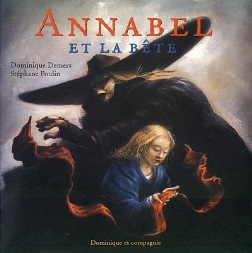 ANNABEL
ET LA BÊTE
Dominique Demers
Stéphane Poulin
Dominique et compagnie